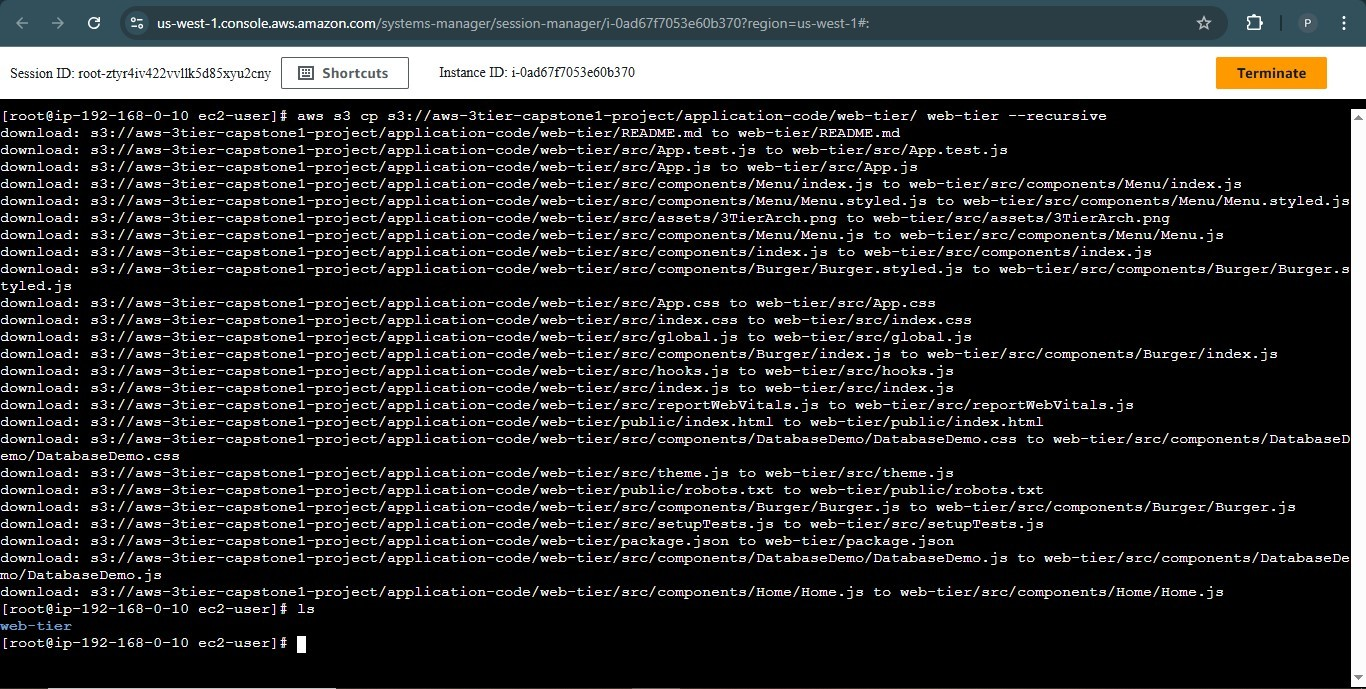 us-west-1.console.aws.amazon.com/systems-manager/session-manager/i-0ad67f7053e60b370?region=us-west-1#:
P
Session ID: root-ztyr4iv422vvllk5d85xyu2cny
Shortcuts
Instance ID: i-0ad67f7053e60b370
Terminate
[root@ip-192-168-0-10 ec2-user]# aws s3 cp s3://aws-3tier-capstone1-project/application-code/web-tier/ web-tier --recursive
download: s3://aws-3tier-capstone1-project/application-code/web-tier/README.md to web-tier/README.md
download: s3://aws-3tier-capstone1-project/application-code/web-tier/src/App.test.js to web-tier/src/App.test.js
download: s3://aws-3tier-capstone1-project/application-code/web-tier/src/App.js to web-tier/src/App.js
download: s3://aws-3tier-capstone1-project/application-code/web-tier/src/components/Menu/index.js to web-tier/src/components/Menu/index.js
download: s3://aws-3tier-capstone1-project/application-code/web-tier/src/components/Menu/Menu.styled.js to web-tier/src/components/Menu/Menu.styled.js
download: s3://aws-3tier-capstone1-project/application-code/web-tier/src/assets/3TierArch.png to web-tier/src/assets/3TierArch.png
download: s3://aws-3tier-capstone1-project/application-code/web-tier/src/components/Menu/Menu.js to web-tier/src/components/Menu/Menu.js
download: s3://aws-3tier-capstone1-project/application-code/web-tier/src/components/index.js to web-tier/src/components/index.js
download: s3://aws-3tier-capstone1-project/application-code/web-tier/src/components/Burger/Burger.styled.js to web-tier/src/components/Burger/Burger.s
tyled.js
download: s3://aws-3tier-capstone1-project/application-code/web-tier/src/App.css to web-tier/src/App.css
download: s3://aws-3tier-capstone1-project/application-code/web-tier/src/index.css to web-tier/src/index.css
download: s3://aws-3tier-capstone1-project/application-code/web-tier/src/global.js to web-tier/src/global.js
download: s3://aws-3tier-capstone1-project/application-code/web-tier/src/components/Burger/index.js to web-tier/src/components/Burger/index.js
download: s3://aws-3tier-capstone1-project/application-code/web-tier/src/hooks.js to web-tier/src/hooks.js
download: s3://aws-3tier-capstone1-project/application-code/web-tier/src/index.js to web-tier/src/index.js
download: s3://aws-3tier-capstone1-project/application-code/web-tier/src/reportWebVitals.js to web-tier/src/reportWebVitals.js
download: s3://aws-3tier-capstone1-project/application-code/web-tier/public/index.html to web-tier/public/index.html
download: s3://aws-3tier-capstone1-project/application-code/web-tier/src/components/DatabaseDemo/DatabaseDemo.css to web-tier/src/components/DatabaseD
emo/DatabaseDemo.css
download: s3://aws-3tier-capstone1-project/application-code/web-tier/src/theme.js to web-tier/src/theme.js
download: s3://aws-3tier-capstone1-project/application-code/web-tier/public/robots.txt to web-tier/public/robots.txt
download: s3://aws-3tier-capstone1-project/application-code/web-tier/src/components/Burger/Burger.js to web-tier/src/components/Burger/Burger.js
download: s3://aws-3tier-capstone1-project/application-code/web-tier/src/setupTests.js to web-tier/src/setupTests.js
download: s3://aws-3tier-capstone1-project/application-code/web-tier/package.json to web-tier/package.json
download: s3://aws-3tier-capstone1-project/application-code/web-tier/src/components/DatabaseDemo/DatabaseDemo.js to web-tier/src/components/DatabaseDe
mo/DatabaseDemo.js
download: s3://aws-3tier-capstone1-project/application-code/web-tier/src/components/Home/Home.js to web-tier/src/components/Home/Home.js
[root@ip-192-168-0-10 ec2-user]# ls
web-tier
[root@ip-192-168-0-10 ec2-user]#